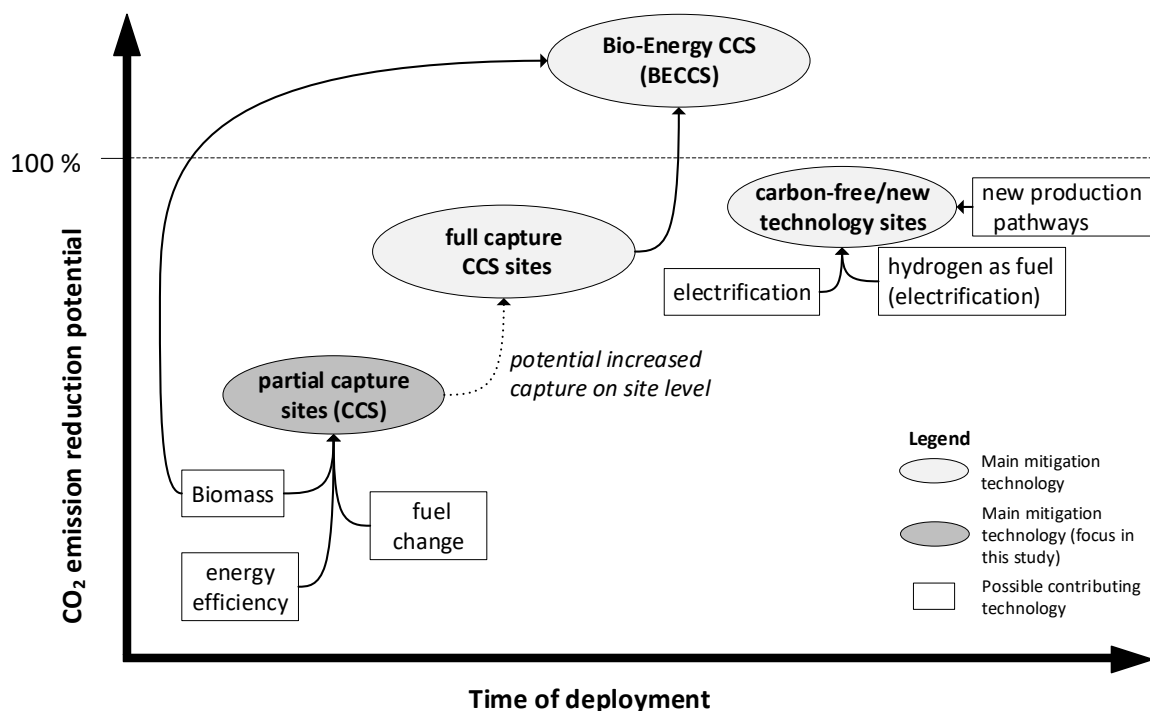 CO₂ emission reduction potential
100 %
Bio-Energy CCS
(BECCS)
carbon-free/new
technology sites
new production
pathways
full capture
CCS sites
electrification
hydrogen as fuel
(electrification)
potential increased
capture on site level
partial capture
sites (CCS)
Biomass
fuel
change
energy
efficiency
Legend
Main mitigation
technology
Main mitigation
technology (focus in
this study)
Possible contributing
technology
Time of deployment